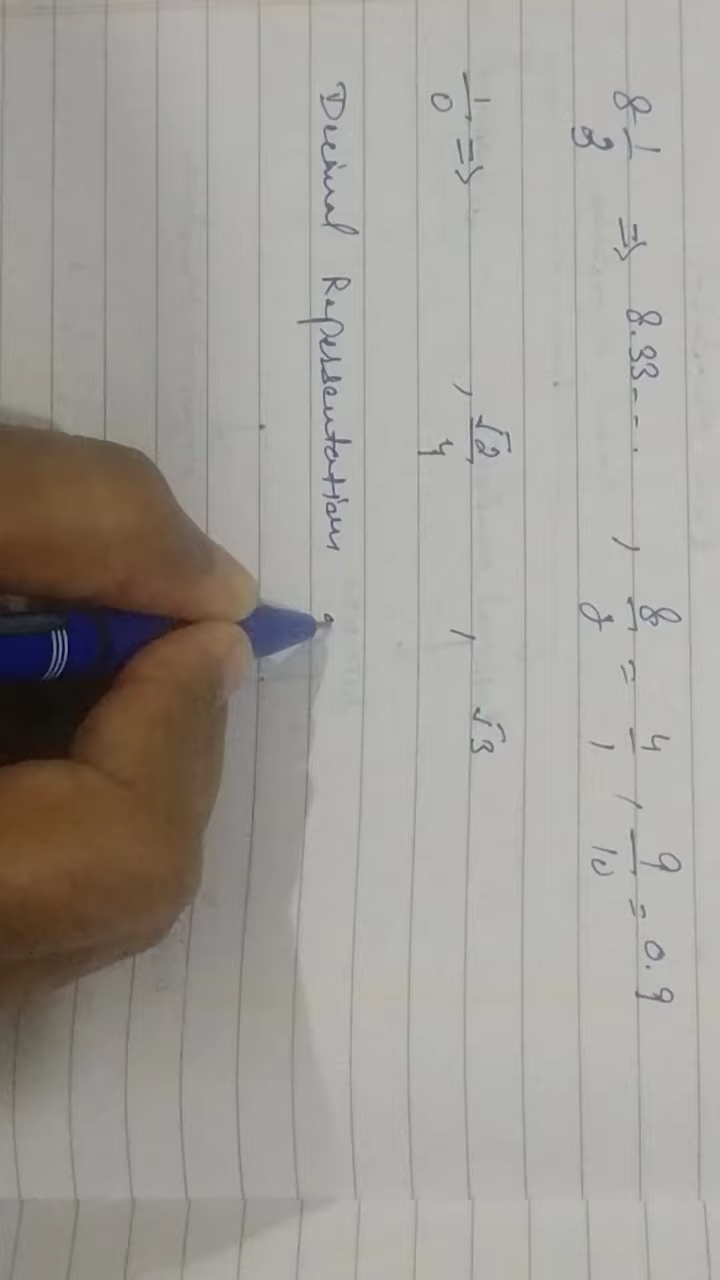 8 1/3 ⇒ 8.33--. , 8/2 = 4/1 , 9/10 = 0.9
1/0 ⇒ , √2/4 , √3
Decimal Repersentation